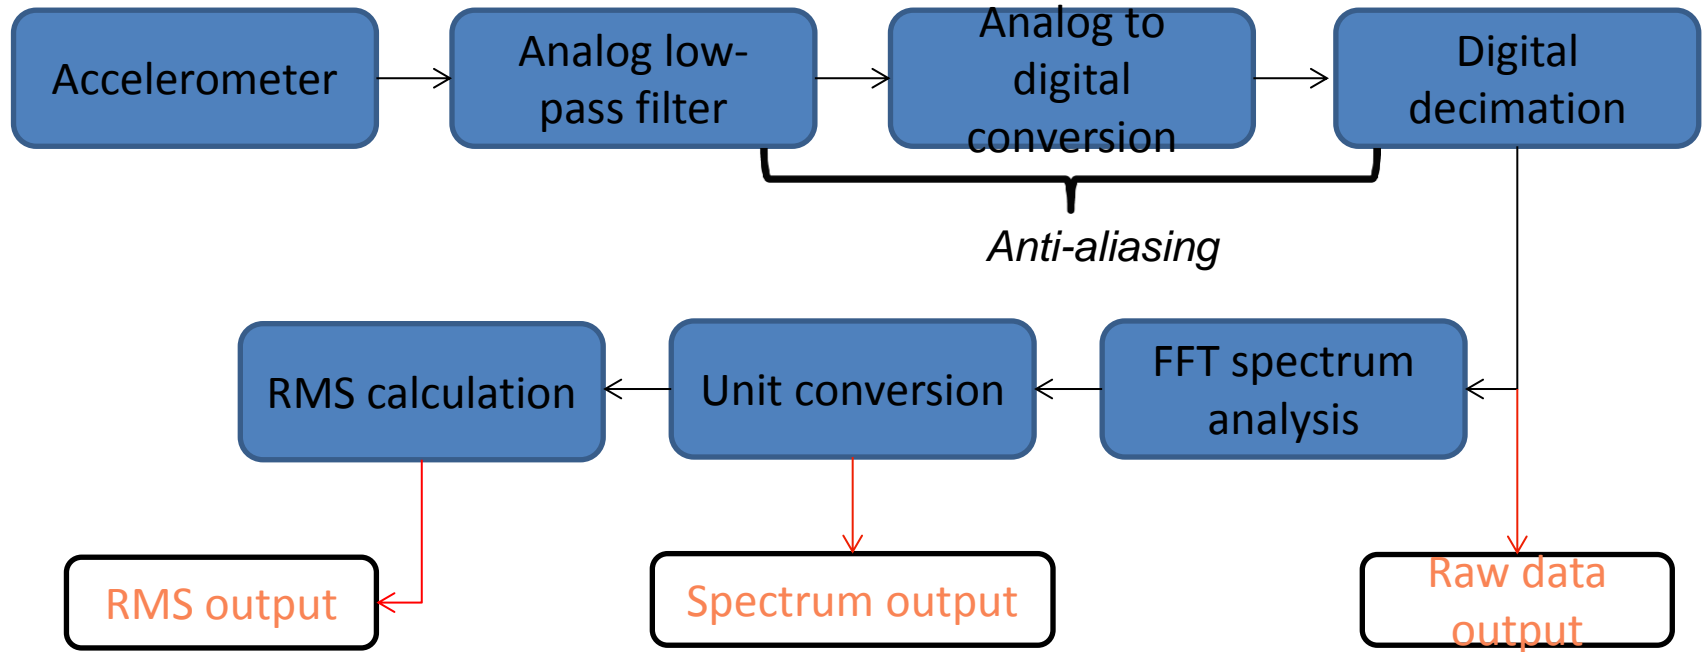 Accelerometer
Analog low-
pass filter
Analog to
digital
conversion
Digital
decimation
Anti-aliasing
RMS calculation
Unit conversion
FFT spectrum
analysis
RMS output
Spectrum output
Raw data
output